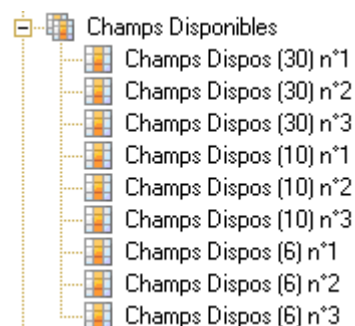 Champs Disponibles
Champs Dispos (30) n°1
Champs Dispos (30) n°2
Champs Dispos (30) n°3
Champs Dispos (10) n°1
Champs Dispos (10) n°2
Champs Dispos (10) n°3
Champs Dispos (6) n°1
Champs Dispos (6) n°2
Champs Dispos (6) n°3